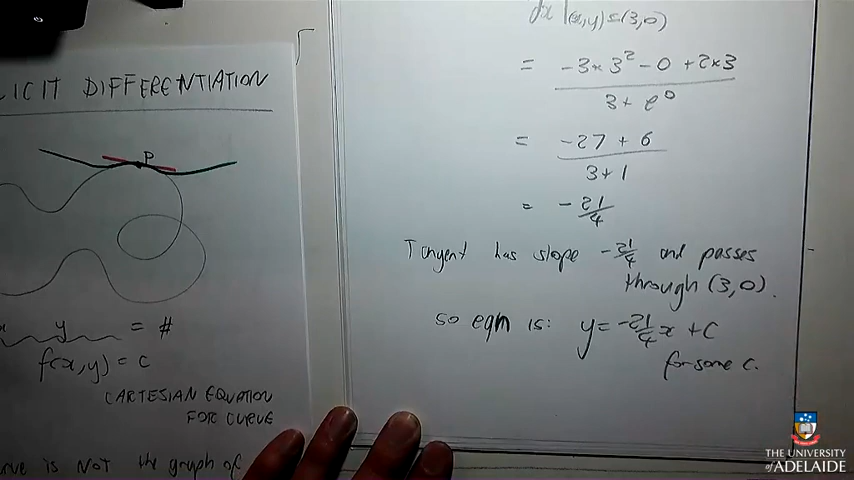 LICIT DIFFERENTIATION
P
y = #
f(x,y) = c
CARTESIAN EQUATION
FOR CURVE
rve is NOT the graph of
dx |(x,y)=(3,0)
= -3×3² - 0 + 2×3
3 + e⁰
= -27 + 6
3+1
= -21/4
Tangent has slope -21/4 and passes
through (3,0).
so eqn is: y = -21/4 x + c
for some c.
THE UNIVERSITY
of ADELAIDE